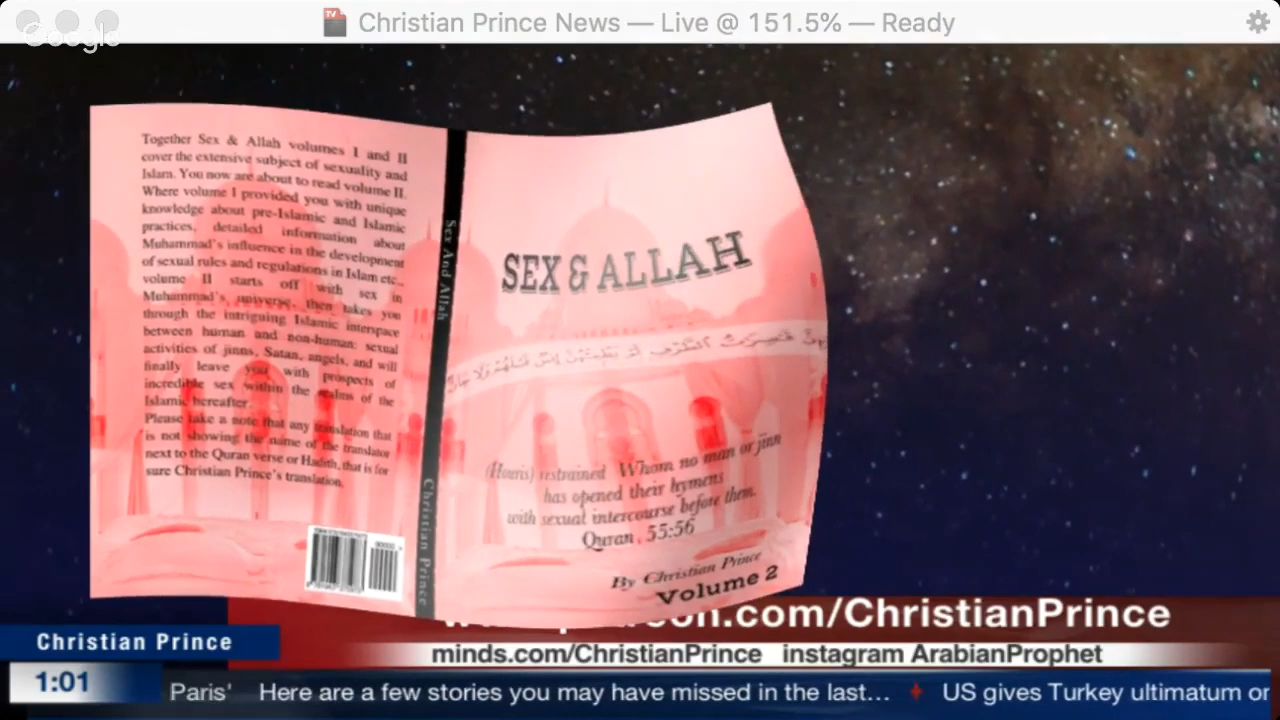 Christian Prince News — Live @ 151.5% — Ready
Google
Together Sex & Allah volumes I and II
cover the extensive subject of sexuality and
Islam. You now are about to read volume II.
Where volume I provided you with unique
knowledge about pre-Islamic and Islamic
practices, detailed information about
Muhammad's influence in the development
of sexual rules and regulations in Islam etc.,
volume II starts off with sex in
Muhammad's universe, then takes you
through the intriguing Islamic interspace
between human and non-human: sexual
activities of jinns, Satan, angels, and will
finally leave you with prospects of
incredible sex within the realms of the
Islamic hereafter.
Please take a note that any translation that
is not showing the name of the translator
next to the Quran verse or Hadith, that is for
sure Christian Prince's translation.
Sex And Allah
Christian Prince
SEX & ALLAH
(Houris) restrained Whom no man or jinn
has opened their hymens
with sexual intercourse before them.
Quran, 55:56
By Christian Prince
Volume 2
.com/ChristianPrince
Christian Prince
minds.com/ChristianPrince instagram ArabianProphet
1:01
Paris' Here are a few stories you may have missed in the last... US gives Turkey ultimatum or